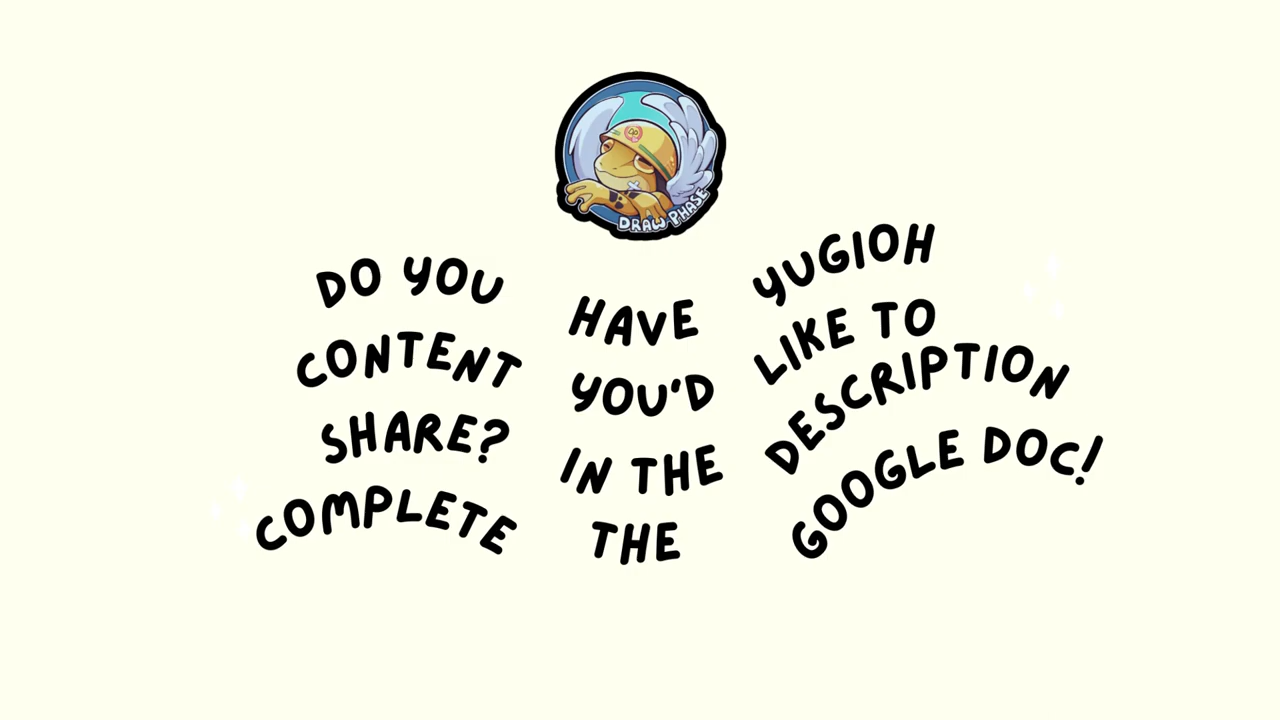 DRAW PHASE
DO YOU HAVE YUGIOH
CONTENT YOU'D LIKE TO
SHARE? IN THE DESCRIPTION
COMPLETE THE GOOGLE DOC!